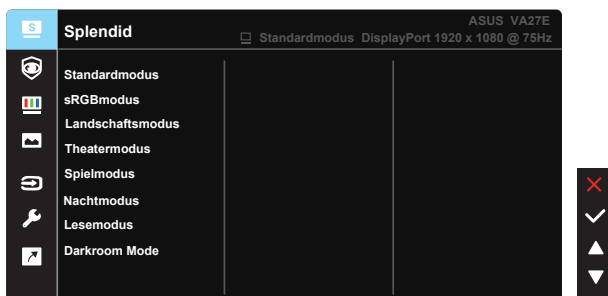 S
Splendid
ASUS VA27E
Standardmodus DisplayPort 1920 x 1080 @ 75Hz
Standardmodus
sRGBmodus
Landschaftsmodus
Theatermodus
Spielmodus
Nachtmodus
Lesemodus
Darkroom Mode